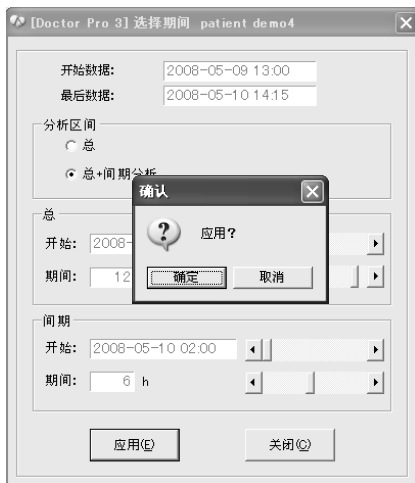 [Doctor Pro 3] 选择期间 patient demo4
开始数据: 2008-05-09 13:00
最后数据: 2008-05-10 14:15
分析区间
总
总+间期分析
确认
应用?
确定 取消
总
开始: 2008-
期间: 12
间期
开始: 2008-05-10 02:00
期间: 6 h
应用(E) 关闭(C)